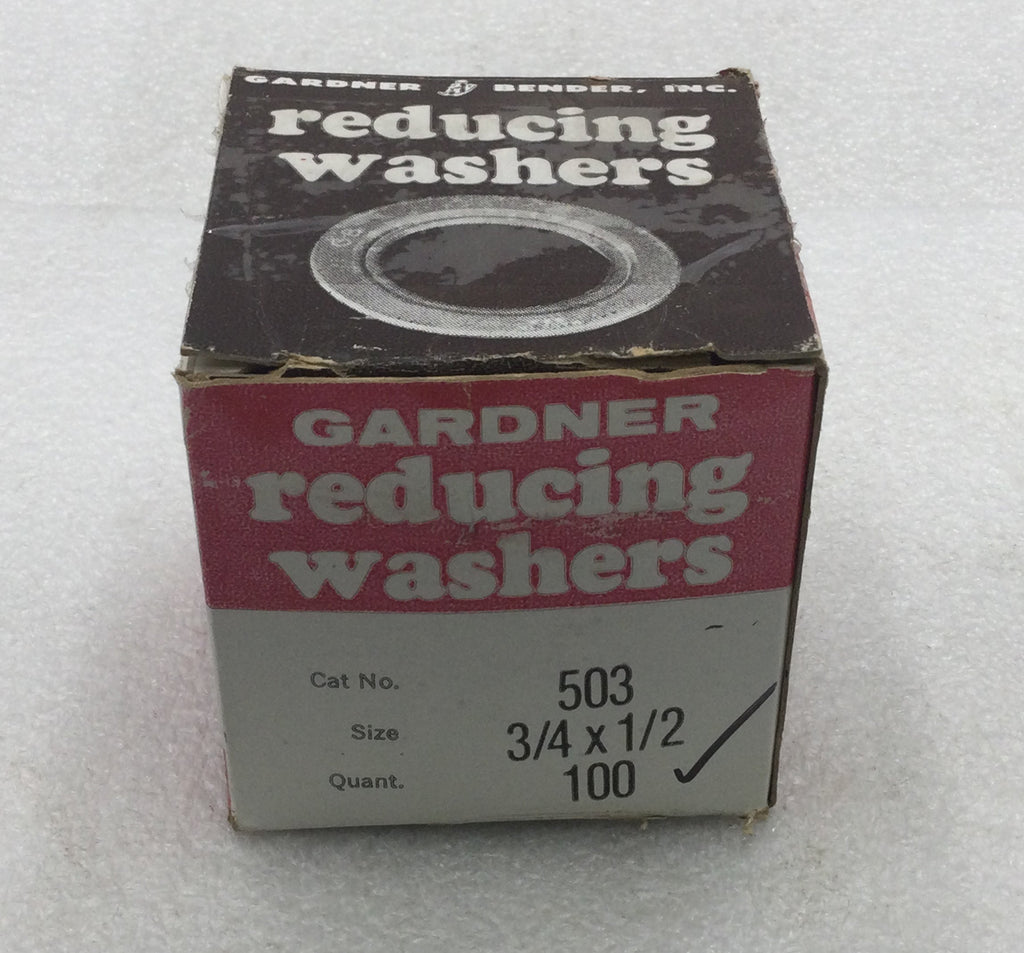 GARDNER BENDER, INC.
reducing
washers
GARDNER
reducing
washers
Cat No. 503
Size 3/4 x 1/2
Quant. 100